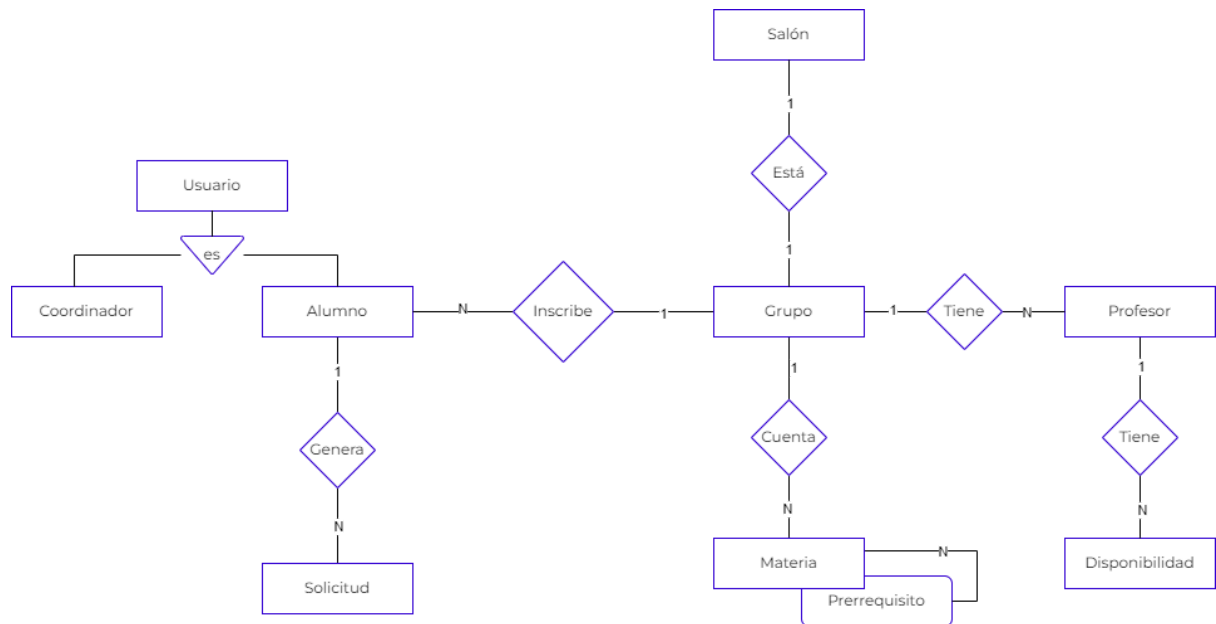 Salón
1
Está
1
Usuario
es
Coordinador
Alumno
N
Inscribe
1
Grupo
1
Tiene
N
Profesor
1
Genera
N
Solicitud
1
Cuenta
N
Materia
N
Prerrequisito
1
Tiene
N
Disponibilidad